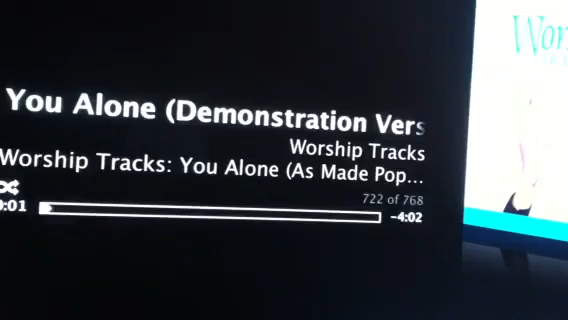 You Alone (Demonstration Vers
Worship Tracks
Worship Tracks: You Alone (As Made Pop...
722 of 768
:01
-4:02
Wor